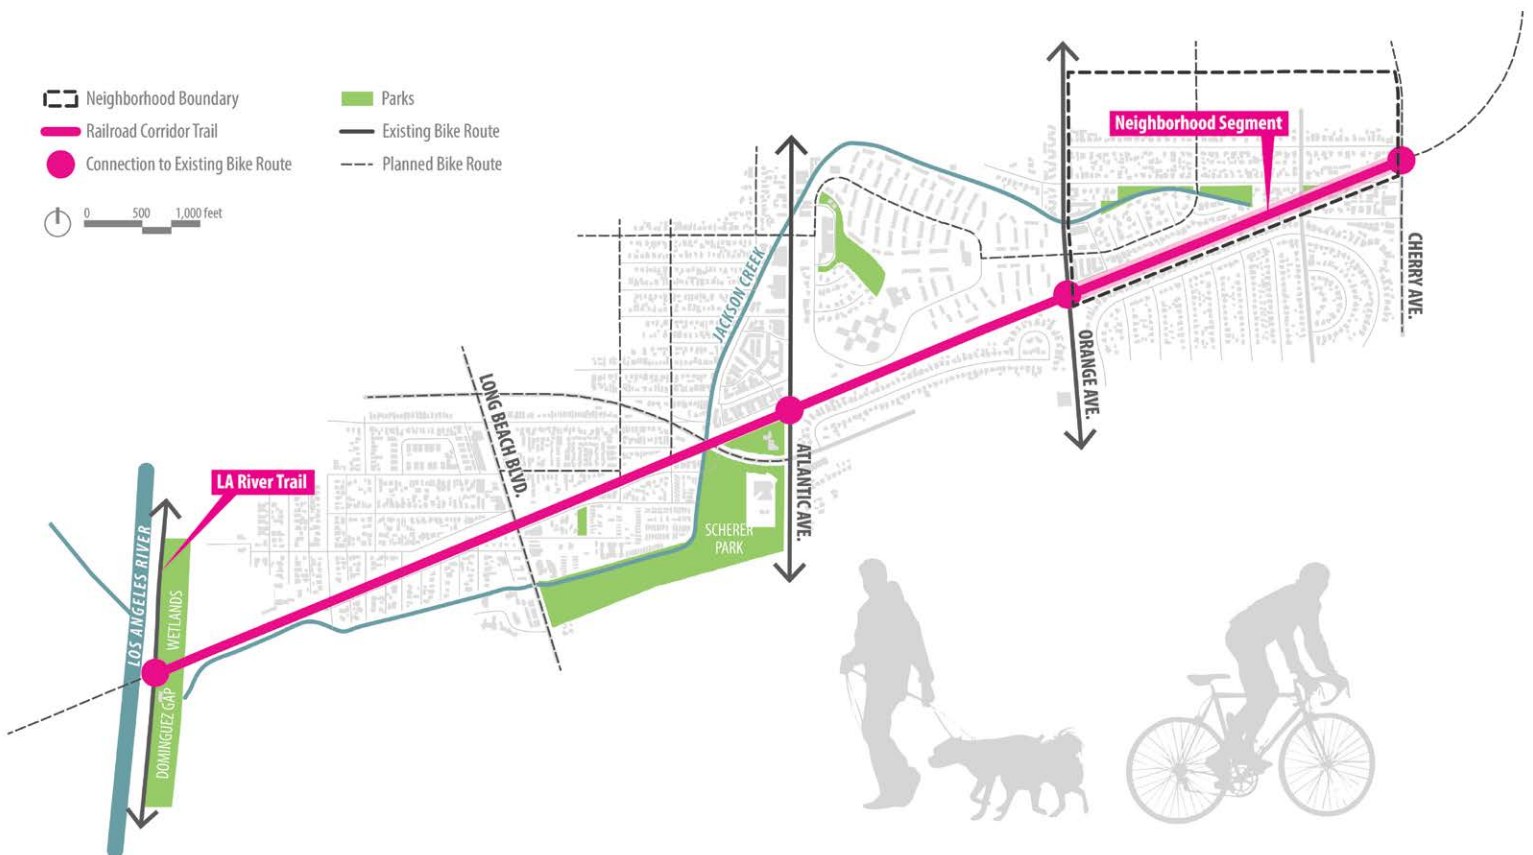 Neighborhood Boundary
Railroad Corridor Trail
Connection to Existing Bike Route
Parks
Existing Bike Route
Planned Bike Route
0 500 1,000 feet
Neighborhood Segment
CHERRY AVE.
JACKSON CREEK
ORANGE AVE.
LONG BEACH BLVD.
ATLANTIC AVE.
LA River Trail
SCHERER
PARK
LOS ANGELES RIVER
WETLANDS
DOMINGUEZ GAP